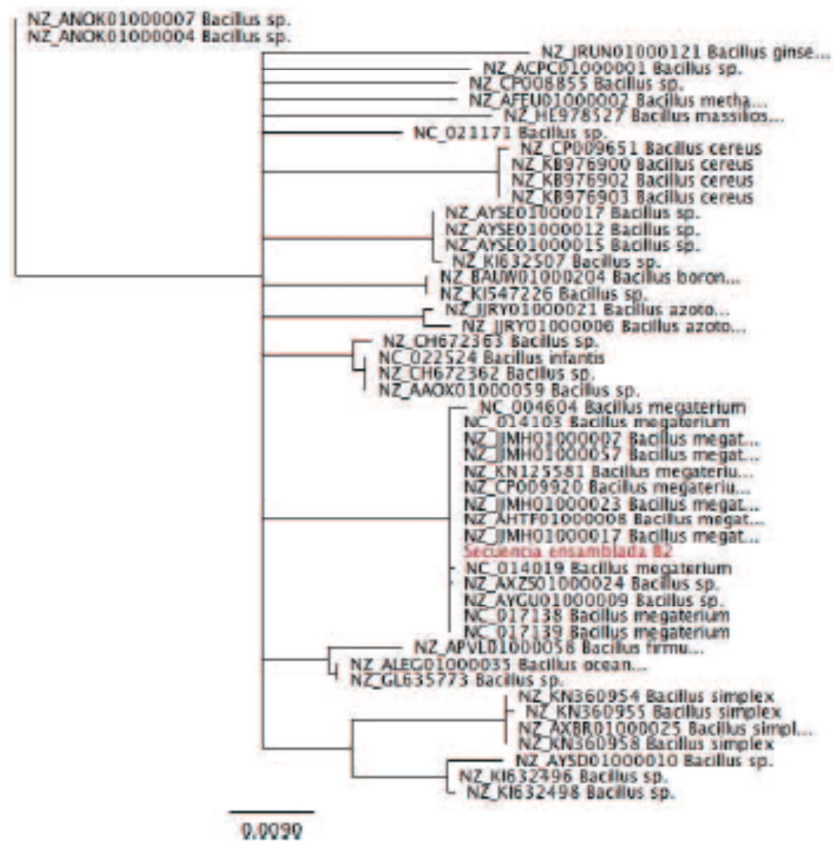 NZ_ANOK01000007 Bacillus sp.
NZ_ANOK01000004 Bacillus sp.
NZ_JRUN01000121 Bacillus ginse...
NZ_ACPC01000001 Bacillus sp.
NZ_CP008855 Bacillus sp.
NZ_AFEU01000002 Bacillus metha...
NZ_HE978527 Bacillus massilios...
NC_021171 Bacillus sp.
NZ_CP009651 Bacillus cereus
NZ_KB976900 Bacillus cereus
NZ_KB976902 Bacillus cereus
NZ_KB976903 Bacillus cereus
NZ_AYSE01000017 Bacillus sp.
NZ_AYSE01000012 Bacillus sp.
NZ_AYSE01000015 Bacillus sp.
NZ_KI632507 Bacillus sp.
NZ_BAUW01000204 Bacillus boron...
NZ_KI547226 Bacillus sp.
NZ_JJRY01000021 Bacillus azoto...
NZ_JJRY01000006 Bacillus azoto...
NZ_CH672363 Bacillus sp.
NC_022524 Bacillus infantis
NZ_CH672362 Bacillus sp.
NZ_AAOX01000059 Bacillus sp.
NC_004604 Bacillus megaterium
NC_014103 Bacillus megaterium
NZ_JJMH01000002 Bacillus megat...
NZ_JJMH01000057 Bacillus megat...
NZ_KN125581 Bacillus megateriu...
NZ_CP009920 Bacillus megateriu...
NZ_JJMH01000023 Bacillus megat...
NZ_AHTF01000008 Bacillus megat...
NZ_JJMH01000017 Bacillus megat...
Secuencia ensamblada B2
NC_014019 Bacillus megaterium
NZ_AXZS01000024 Bacillus sp.
NZ_AYGU01000009 Bacillus sp.
NC_017138 Bacillus megaterium
NC_017139 Bacillus megaterium
NZ_APVL01000058 Bacillus firmu...
NZ_ALEG01000035 Bacillus ocean...
NZ_GL635773 Bacillus sp.
NZ_KN360954 Bacillus simplex
NZ_KN360955 Bacillus simplex
NZ_AXBR01000025 Bacillus simpl...
NZ_KN360958 Bacillus simplex
NZ_AYSD01000010 Bacillus sp.
NZ_KI632496 Bacillus sp.
NZ_KI632498 Bacillus sp.
0.0090